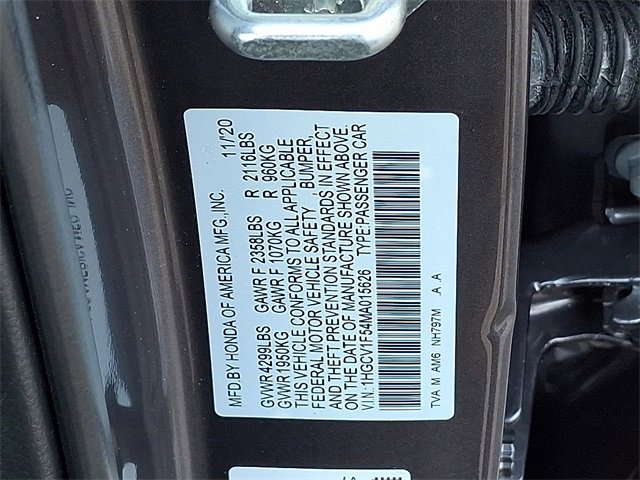 MFD.BY HONDA OF AMERICA MFG.,INC. 11/'20
GVWR 4299LBS GAWR F 2358LBS R 2116LBS
GVWR 1950KG GAWR F 1070KG R 960KG
THIS VEHICLE CONFORMS TO ALL APPLICABLE
FEDERAL MOTOR VEHICLE SAFETY , BUMPER,
AND THEFT PREVENTION STANDARDS IN EFFECT
ON THE DATE OF MANUFACTURE SHOWN ABOVE.
V.I.N.:1HGCV1F54MA015626 TYPE:PASSENGER CAR
TVA M AM6 NH797M .A .A